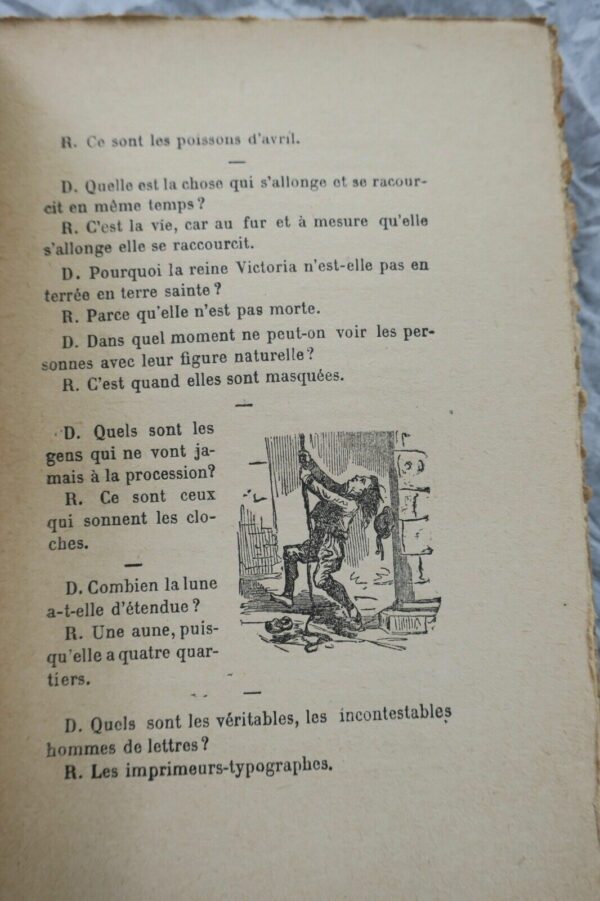 R. Ce sont les poissons d'avril.
D. Quelle est la chose qui s'allonge et se racour-
cit en même temps ?
R. C'est la vie, car au fur et à mesure qu'elle
s'allonge elle se raccourcit.
D. Pourquoi la reine Victoria n'est-elle pas en
terrée en terre sainte ?
R. Parce qu'elle n'est pas morte.
D. Dans quel moment ne peut-on voir les per-
sonnes avec leur figure naturelle ?
R. C'est quand elles sont masquées.
D. Quels sont les
gens qui ne vont ja-
mais à la procession?
R. Ce sont ceux
qui sonnent les clo-
ches.
D. Combien la lune
a-t-elle d'étendue ?
R. Une aune, puis-
qu'elle a quatre quar-
tiers.
D. Quels sont les véritables, les incontestables
hommes de lettres ?
R. Les imprimeurs-typographes.